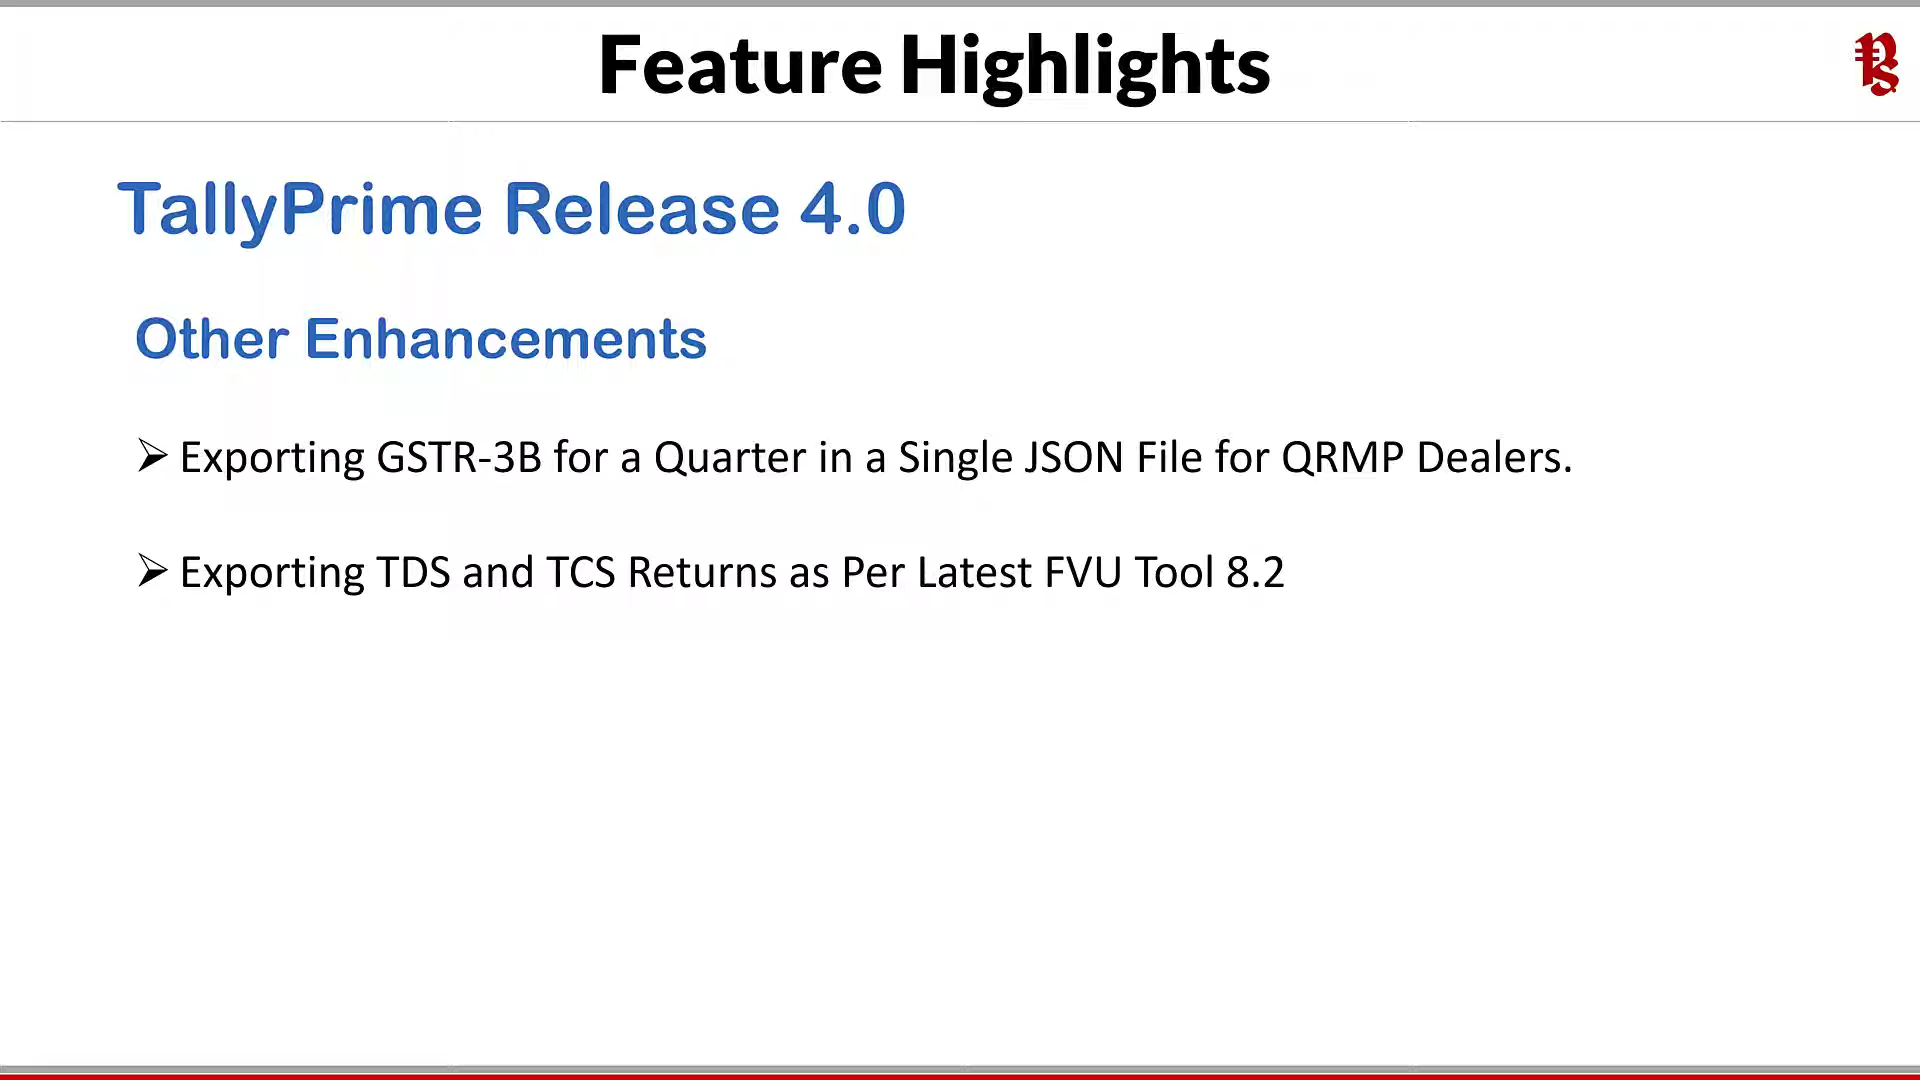 Feature Highlights
TallyPrime Release 4.0
Other Enhancements
➢ Exporting GSTR-3B for a Quarter in a Single JSON File for QRMP Dealers.
➢ Exporting TDS and TCS Returns as Per Latest FVU Tool 8.2